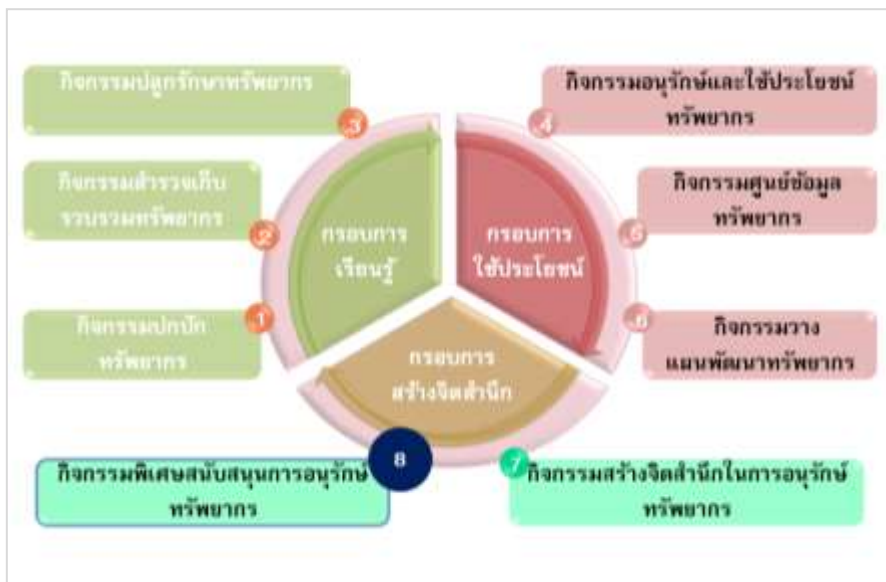 กิจกรรมปลูกรักษาทรัพยากร
.3
กิจกรรมสำรวจเก็บ
รวบรวมทรัพยากร
.2
กิจกรรมปกปัก
ทรัพยากร
.1
กรอบการ
เรียนรู้
กรอบการ
ใช้ประโยชน์
กรอบการ
สร้างจิตสำนึก
กิจกรรมอนุรักษ์และใช้ประโยชน์
ทรัพยากร
.4
กิจกรรมศูนย์ข้อมูล
ทรัพยากร
.5
กิจกรรมวาง
แผนพัฒนาทรัพยากร
.6
8
กิจกรรมพิเศษสนับสนุนการอนุรักษ์
ทรัพยากร
7
กิจกรรมสร้างจิตสำนึกในการอนุรักษ์
ทรัพยากร